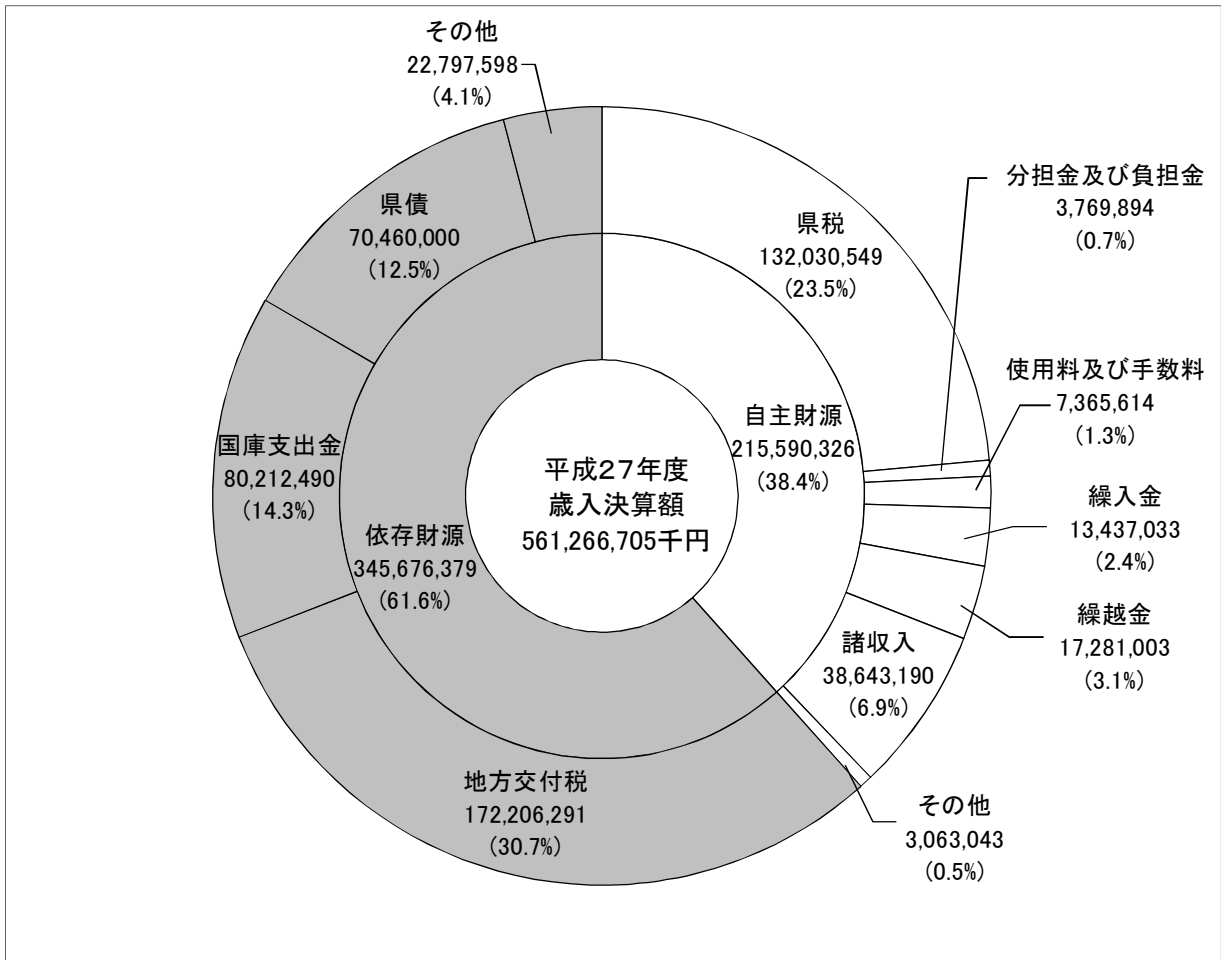 その他
22,797,598
(4.1%)
県債
70,460,000
(12.5%)
国庫支出金
80,212,490
(14.3%)
依存財源
345,676,379
(61.6%)
地方交付税
172,206,291
(30.7%)
平成27年度
歳入決算額
561,266,705千円
自主財源
215,590,326
(38.4%)
県税
132,030,549
(23.5%)
分担金及び負担金
3,769,894
(0.7%)
使用料及び手数料
7,365,614
(1.3%)
繰入金
13,437,033
(2.4%)
繰越金
17,281,003
(3.1%)
諸収入
38,643,190
(6.9%)
その他
3,063,043
(0.5%)